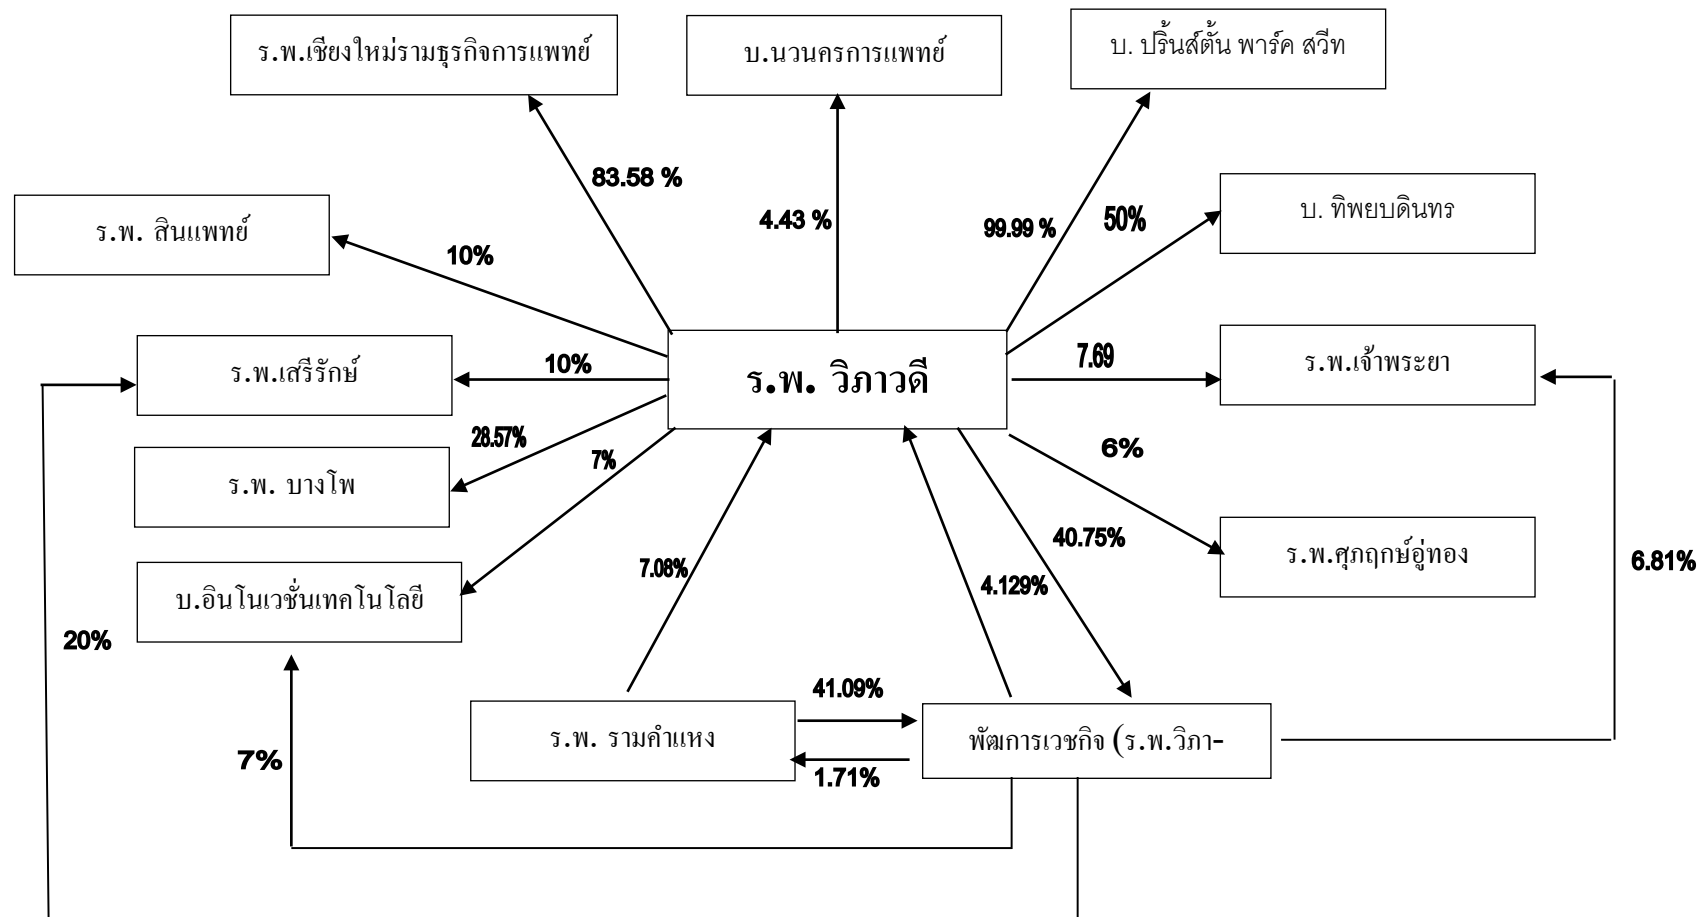 ร.พ.เชียงใหม่รามธุรกิจการแพทย์
บ.นวนครการแพทย์
บ. ปริ้นส์ตั้น พาร์ค สวีท
83.58 %
4.43 %
99.99 %
50%
บ. ทิพยบดินทร
ร.พ. สินแพทย์
10%
ร.พ.เสรีรักษ์
10%
ร.พ. วิภาวดี
7.69
ร.พ.เจ้าพระยา
28.57%
7%
6%
ร.พ. บางโพ
40.75%
ร.พ.ศุภฤกษ์อู่ทอง
6.81%
7.08%
4.129%
บ.อินโนเวชั่นเทคโนโลยี
20%
41.09%
ร.พ. รามคำแหง
พัฒการเวชกิจ (ร.พ.วิภา-
7%
1.71%